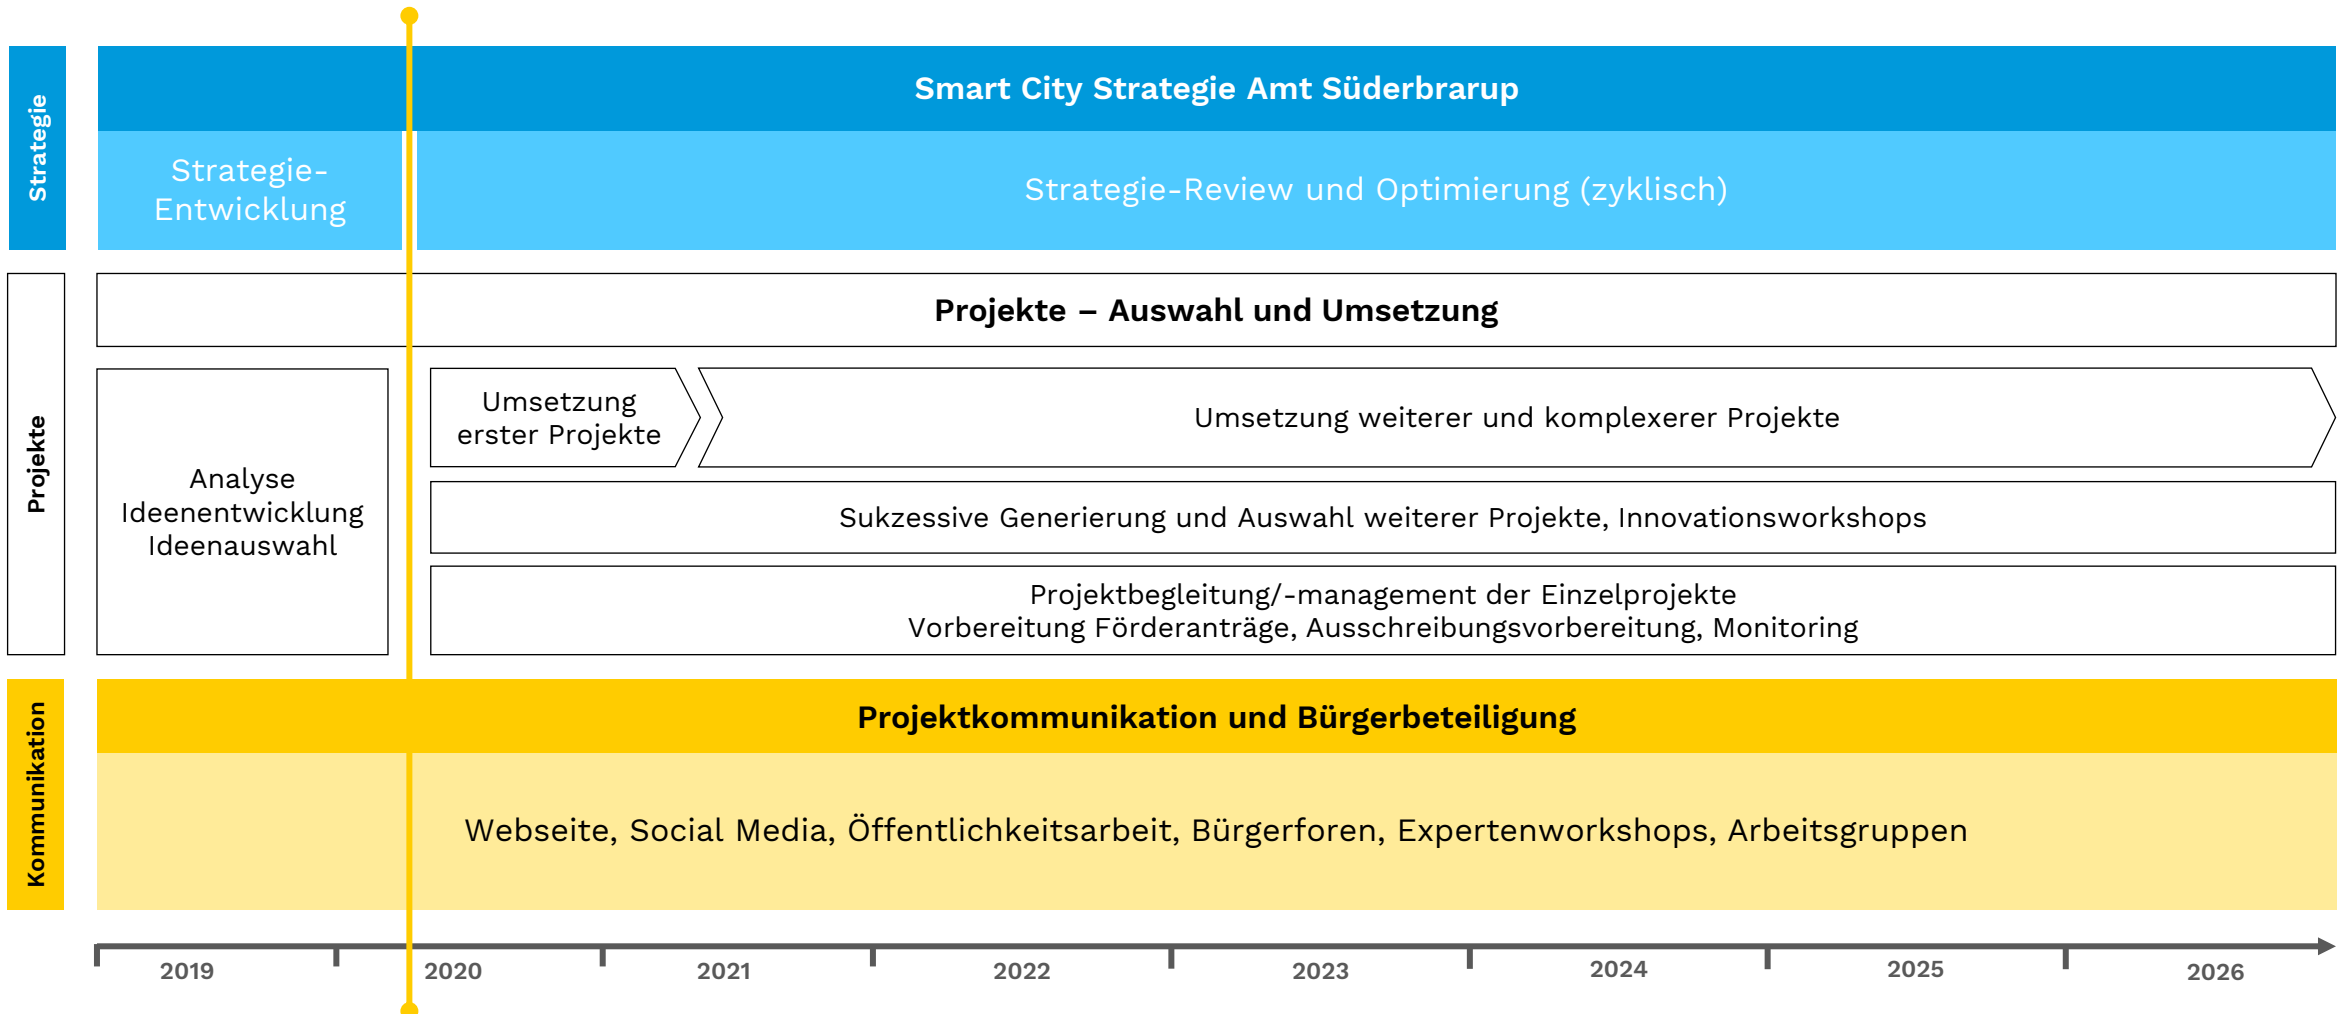 Strategie
Smart City Strategie Amt Süderbrarup
Strategie-
Entwicklung
Strategie-Review und Optimierung (zyklisch)
Projekte
Projekte – Auswahl und Umsetzung
Analyse
Ideenentwicklung
Ideenauswahl
Umsetzung
erster Projekte
Umsetzung weiterer und komplexerer Projekte
Sukzessive Generierung und Auswahl weiterer Projekte, Innovationsworkshops
Projektbegleitung/-management der Einzelprojekte
Vorbereitung Förderanträge, Ausschreibungsvorbereitung, Monitoring
Kommunikation
Projektkommunikation und Bürgerbeteiligung
Webseite, Social Media, Öffentlichkeitsarbeit, Bürgerforen, Expertenworkshops, Arbeitsgruppen
2019 2020 2021 2022 2023 2024 2025 2026